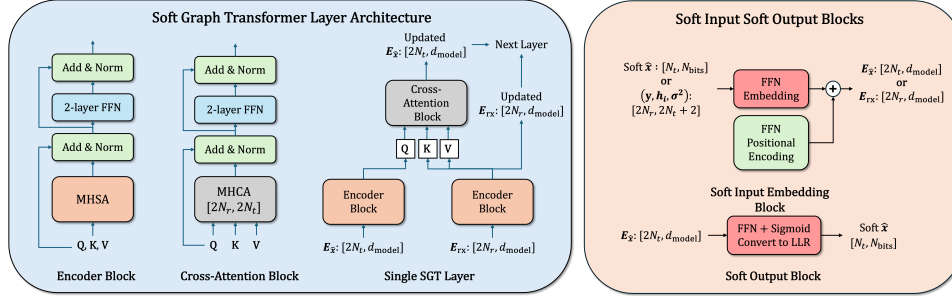 Soft Graph Transformer Layer Architecture
Add & Norm
2-layer FFN
Add & Norm
MHSA
Q, K, V
Encoder Block
Add & Norm
2-layer FFN
Add & Norm
MHCA
[2N_r, 2N_t]
Q K V
Cross-Attention Block
Updated
E_x̂: [2N_t, d_model]
Next Layer
Cross-
Attention
Block
Updated
E_rx: [2N_r, d_model]
Q K V
Encoder
Block
Encoder
Block
E_x̂: [2N_t, d_model]
E_rx: [2N_r, d_model]
Single SGT Layer
Soft Input Soft Output Blocks
Soft x̂ : [N_t, N_bits]
or
(y, h_i, σ²):
[2N_r, 2N_t + 2]
FFN
Embedding
+
E_x̂: [2N_t, d_model]
or
E_rx: [2N_r, d_model]
FFN
Positional
Encoding
Soft Input Embedding
Block
E_x̂: [2N_t, d_model]
FFN + Sigmoid
Convert to LLR
Soft x̂
[N_t, N_bits]
Soft Output Block